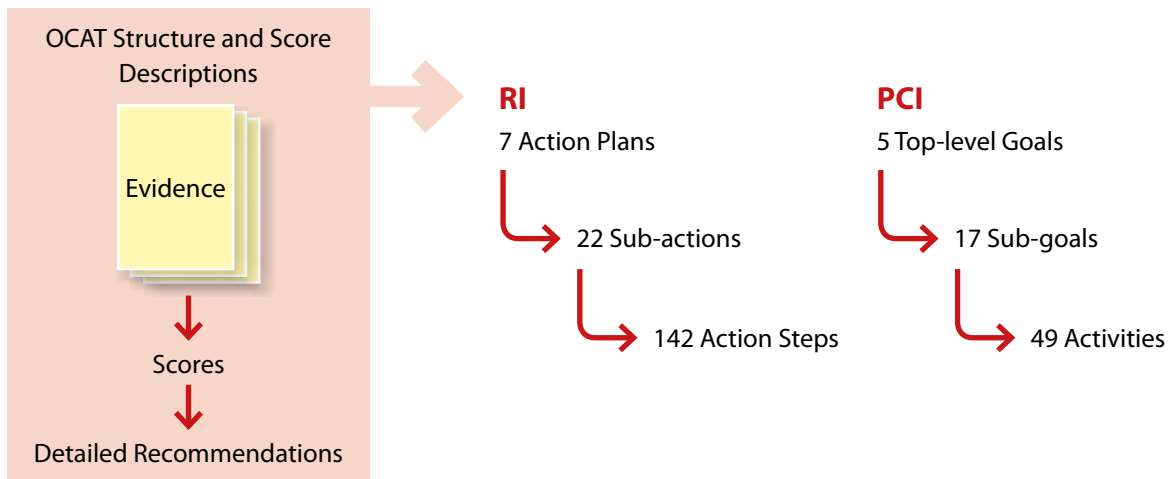 OCAT Structure and Score
Descriptions
Evidence
Scores
Detailed Recommendations
RI
7 Action Plans
22 Sub-actions
142 Action Steps
PCI
5 Top-level Goals
17 Sub-goals
49 Activities